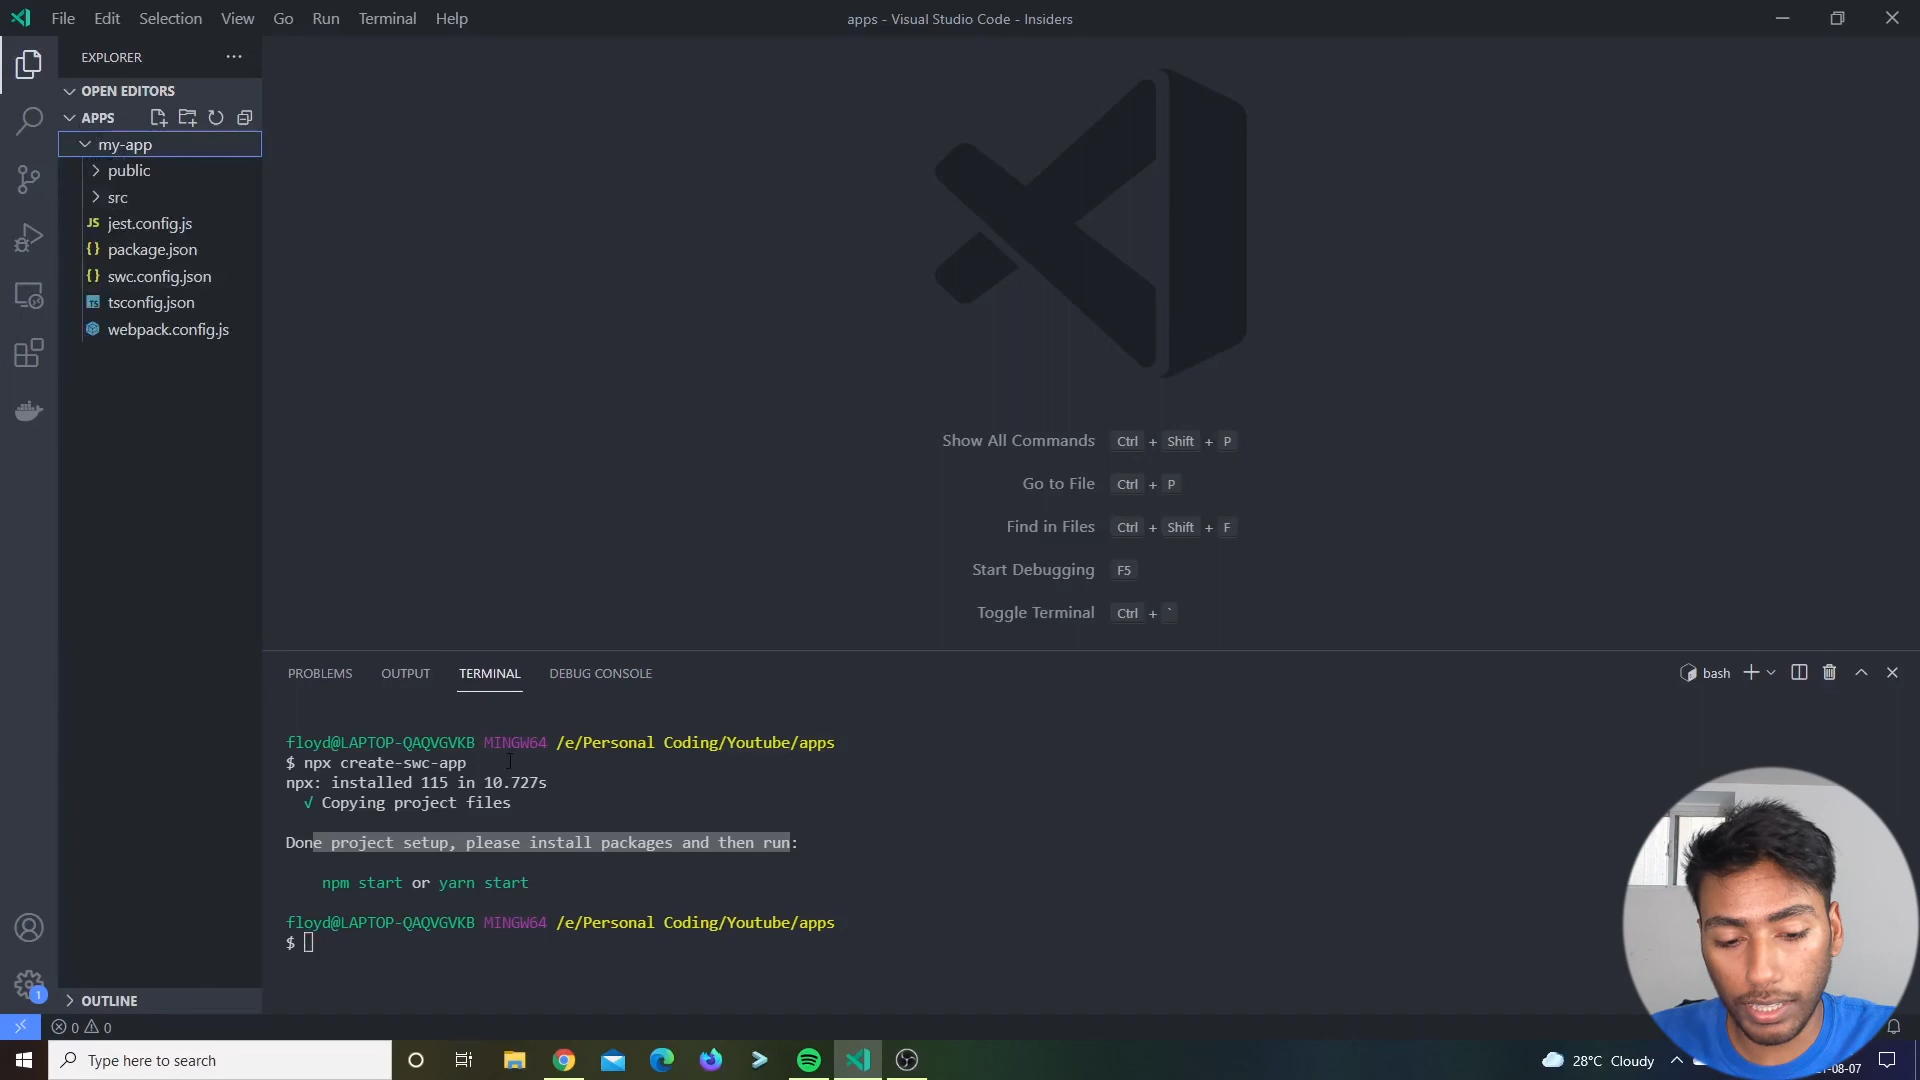 File Edit Selection View Go Run Terminal Help
apps - Visual Studio Code - Insiders
EXPLORER
OPEN EDITORS
APPS
my-app
public
src
JS jest.config.js
{} package.json
{} swc.config.json
TS tsconfig.json
webpack.config.js
Show All Commands Ctrl + Shift + P
Go to File Ctrl + P
Find in Files Ctrl + Shift + F
Start Debugging F5
Toggle Terminal Ctrl + `
PROBLEMS OUTPUT TERMINAL DEBUG CONSOLE
bash
floyd@LAPTOP-QAQVGVKB MINGW64 /e/Personal Coding/Youtube/apps
$ npx create-swc-app
npx: installed 115 in 10.727s
√ Copying project files
Done project setup, please install packages and then run:
npm start or yarn start
floyd@LAPTOP-QAQVGVKB MINGW64 /e/Personal Coding/Youtube/apps
$
OUTLINE
1
0 0
Type here to search
28°C Cloudy
-08-07